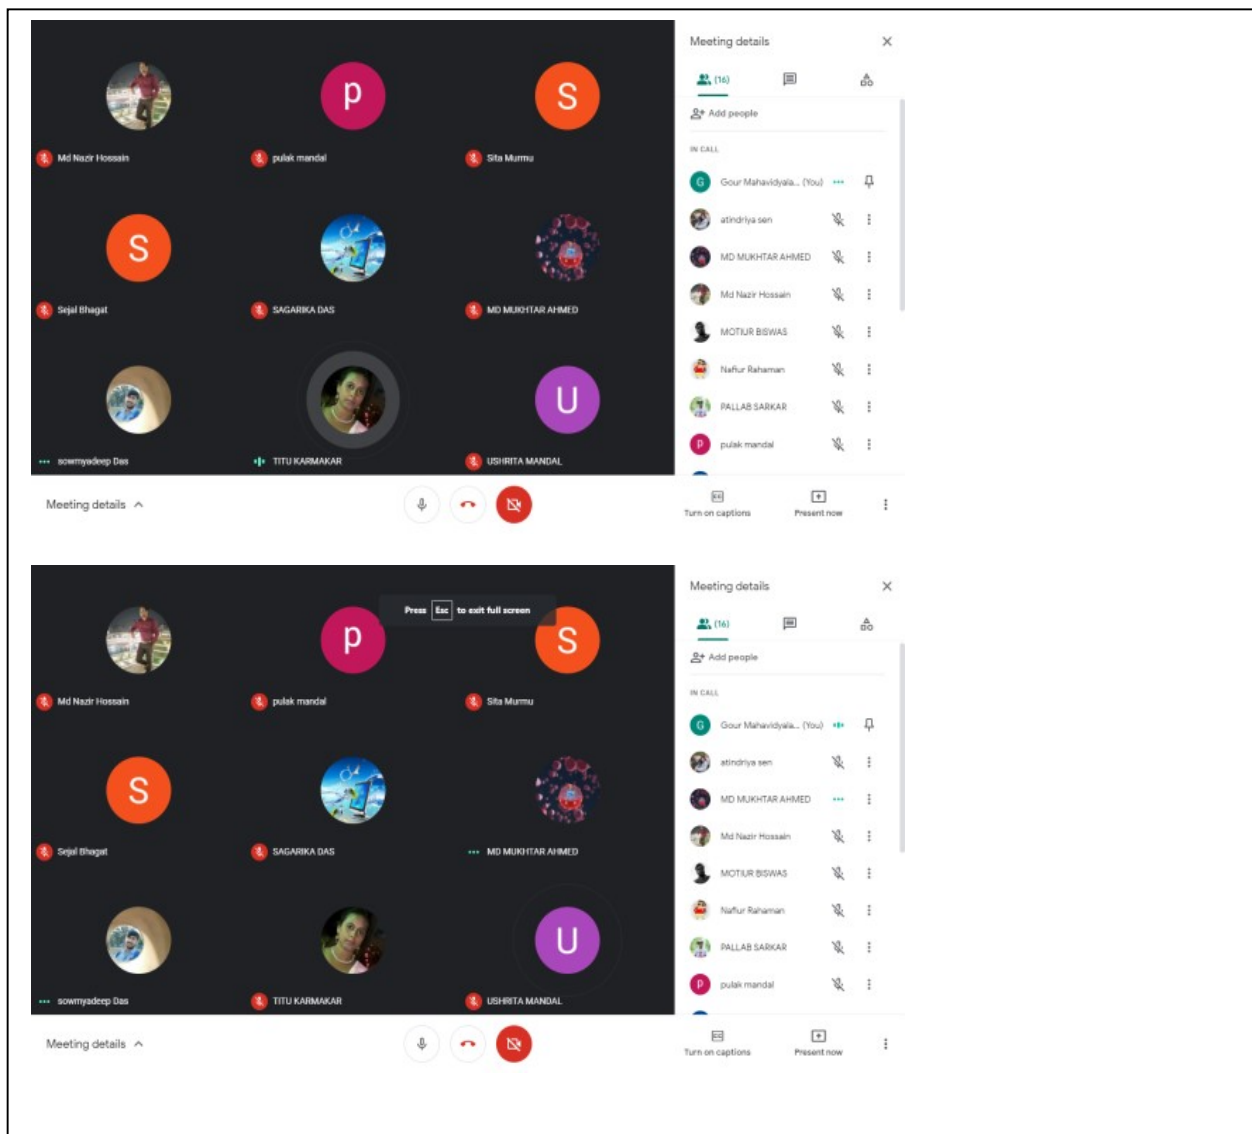 Meeting details
(16)
Add people
IN CALL
G Gour Mahavidyala... (You)
atindriya sen
MD MUKHTAR AHMED
Md Nazir Hossain
MOTIUR BISWAS
Nafiur Rahaman
PALLAB SARKAR
p pulak mandal
p S
Md Nazir Hossain pulak mandal Sita Murmu
S
Sejal Bhagat SAGARIKA DAS MD MUKHTAR AHMED
U
sowmyadeep Das TITU KARMAKAR USHRITA MANDAL
Meeting details
Turn on captions Present now
Meeting details
(16)
Add people
IN CALL
G Gour Mahavidyala... (You)
atindriya sen
MD MUKHTAR AHMED
Md Nazir Hossain
MOTIUR BISWAS
Nafiur Rahaman
PALLAB SARKAR
p pulak mandal
Press Esc to exit full screen
p S
Md Nazir Hossain pulak mandal Sita Murmu
S
Sejal Bhagat SAGARIKA DAS MD MUKHTAR AHMED
U
sowmyadeep Das TITU KARMAKAR USHRITA MANDAL
Meeting details
Turn on captions Present now